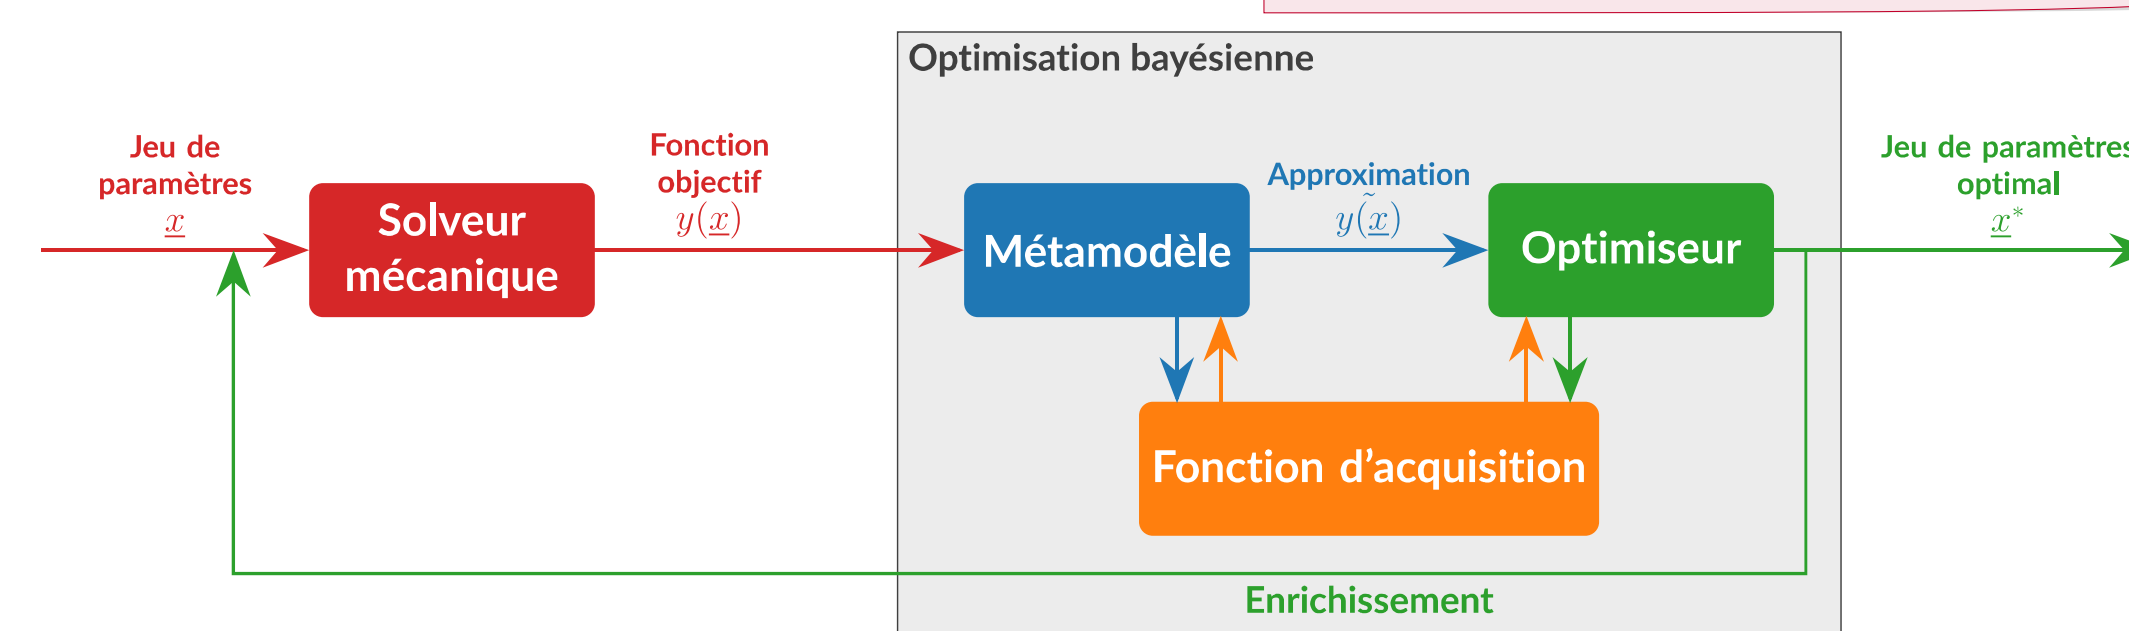 Optimisation bayésienne
Jeu de
paramètres
x
Solveur
mécanique
Fonction
objectif
y(x)
Métamodèle
Approximation
ỹ(x)
Optimiseur
Jeu de paramètres
optimal
x*
Fonction d’acquisition
Enrichissement